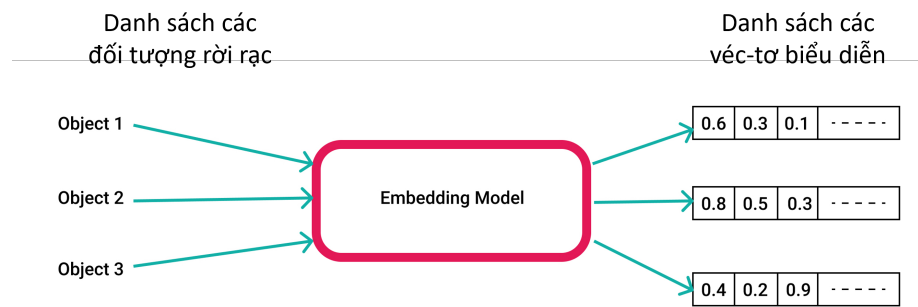 Danh sách các
đối tượng rời rạc
Danh sách các
véc-tơ biểu diễn
Object 1
Object 2
Object 3
Embedding Model
0.6 0.3 0.1 - - - - -
0.8 0.5 0.3 - - - - -
0.4 0.2 0.9 - - - - -